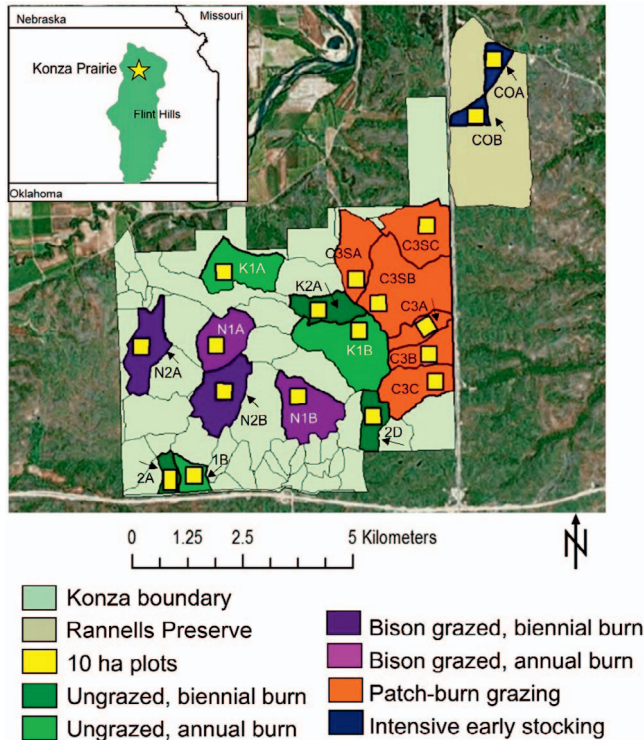 Nebraska
Missouri
Konza Prairie
Flint Hills
Oklahoma
COA
COB
C3SA
C3SC
K1A
C3SB
K2A
C3A
N1A
K1B
C3B
N2A
C3C
N2B
N1B
2D
1B
2A
0 1.25 2.5 5 Kilometers
N
Konza boundary
Rannells Preserve
10 ha plots
Ungrazed, biennial burn
Ungrazed, annual burn
Bison grazed, biennial burn
Bison grazed, annual burn
Patch-burn grazing
Intensive early stocking